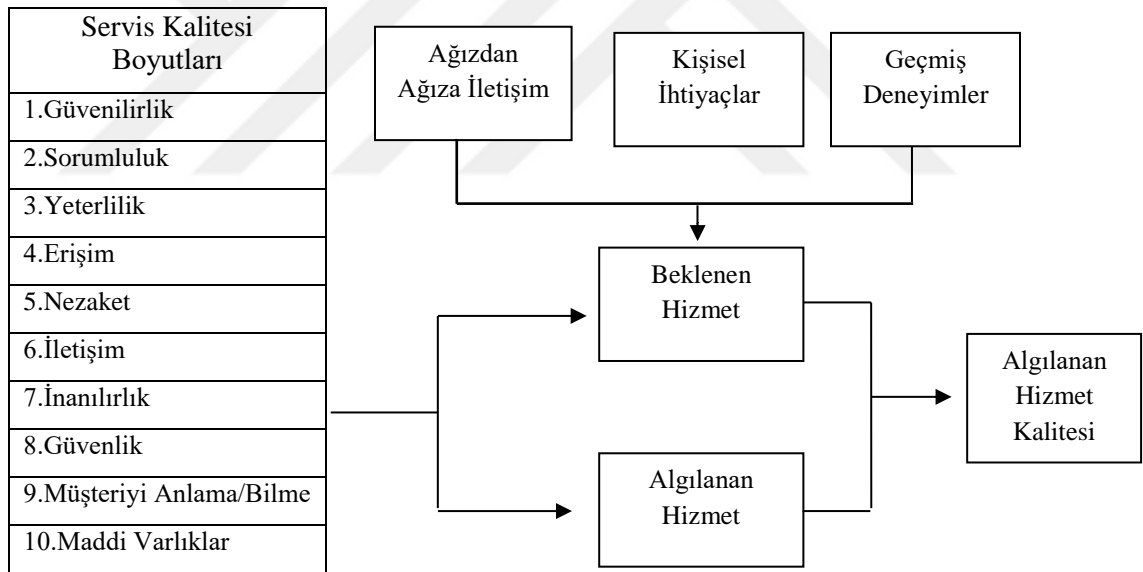 Servis Kalitesi
Boyutları
1.Güvenilirlik
2.Sorumluluk
3.Yeterlilik
4.Erişim
5.Nezaket
6.İletişim
7.İnanılırlık
8.Güvenlik
9.Müşteriyi Anlama/Bilme
10.Maddi Varlıklar
Ağızdan
Ağıza İletişim
Kişisel
İhtiyaçlar
Geçmiş
Deneyimler
Beklenen
Hizmet
Algılanan
Hizmet
Algılanan
Hizmet
Kalitesi